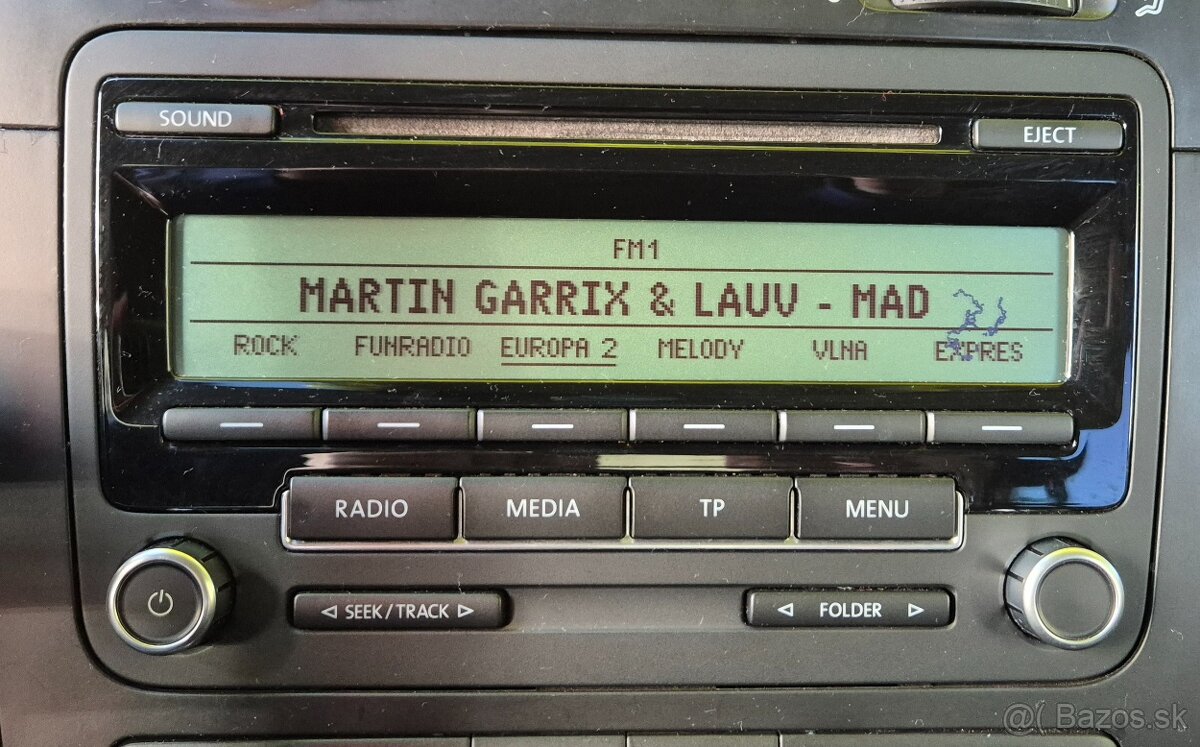 SOUND
EJECT
FM1
MARTIN GARRIX & LAUV - MAD
ROCK FUNRADIO EUROPA 2 MELODY VLNA EXPRES
RADIO MEDIA TP MENU
SEEK/TRACK FOLDER
@( Bazos.sk